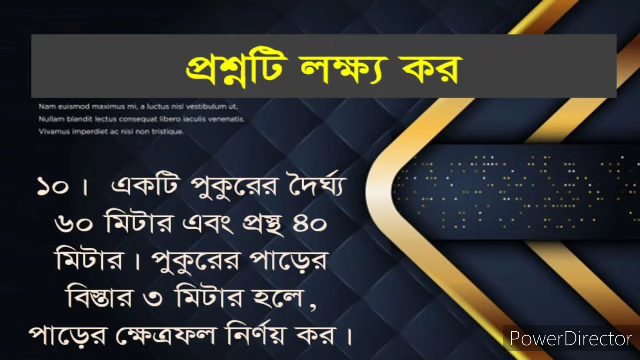 প্রশ্নটি লক্ষ্য কর
Nam euismod maximus mi, a luctus nisl vestibulum ut.
Nullam blandit lectus consequat libero iaculis venenatis.
Vivamus imperdiet ac nisi non tristique.
১০। একটি পুকুরের দৈর্ঘ্য
৬০ মিটার এবং প্রস্থ ৪০
মিটার। পুকুরের পাড়ের
বিস্তার ৩ মিটার হলে,
পাড়ের ক্ষেত্রফল নির্ণয় কর।
PowerDirector